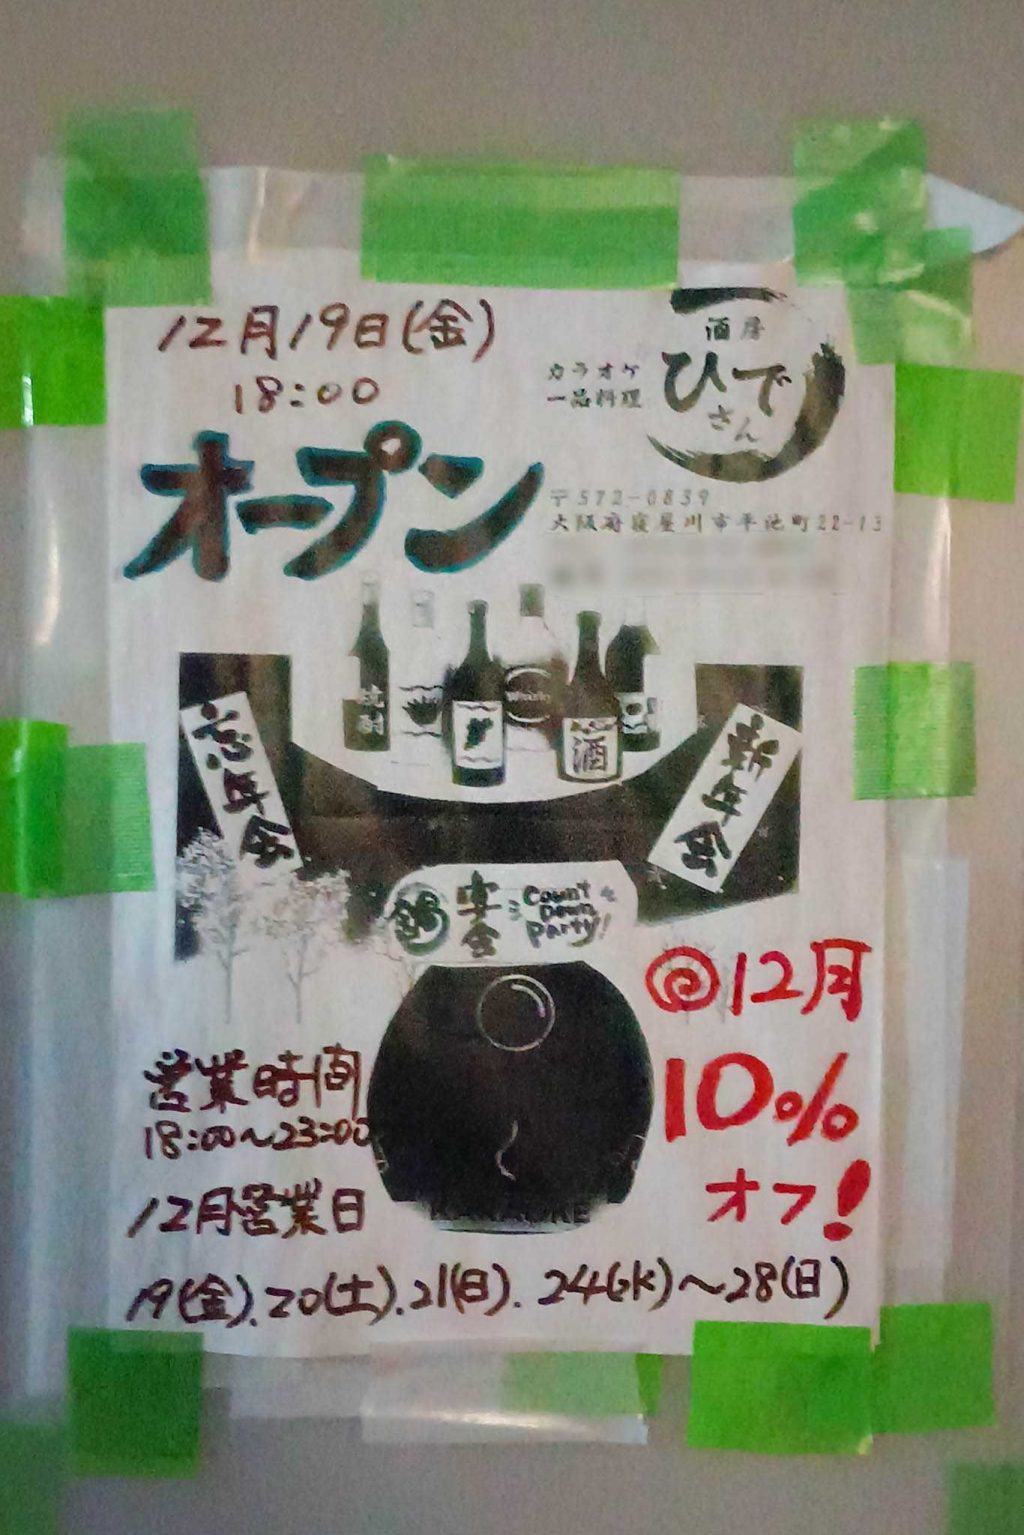 12月19日(金)
18:00
オープン
酒居
ひで
さん
カラオケ
一品料理
〒572-0839
大阪府寝屋川市平池町22-13
焼酎
Whisky
酒
忘年会
新年会
鍋
宴会
Count
Down
Party!
@12月
10%
オフ!
営業時間
18:00~23:00
12月営業日
19(金).20(土).21(日).24(水)~28(日)